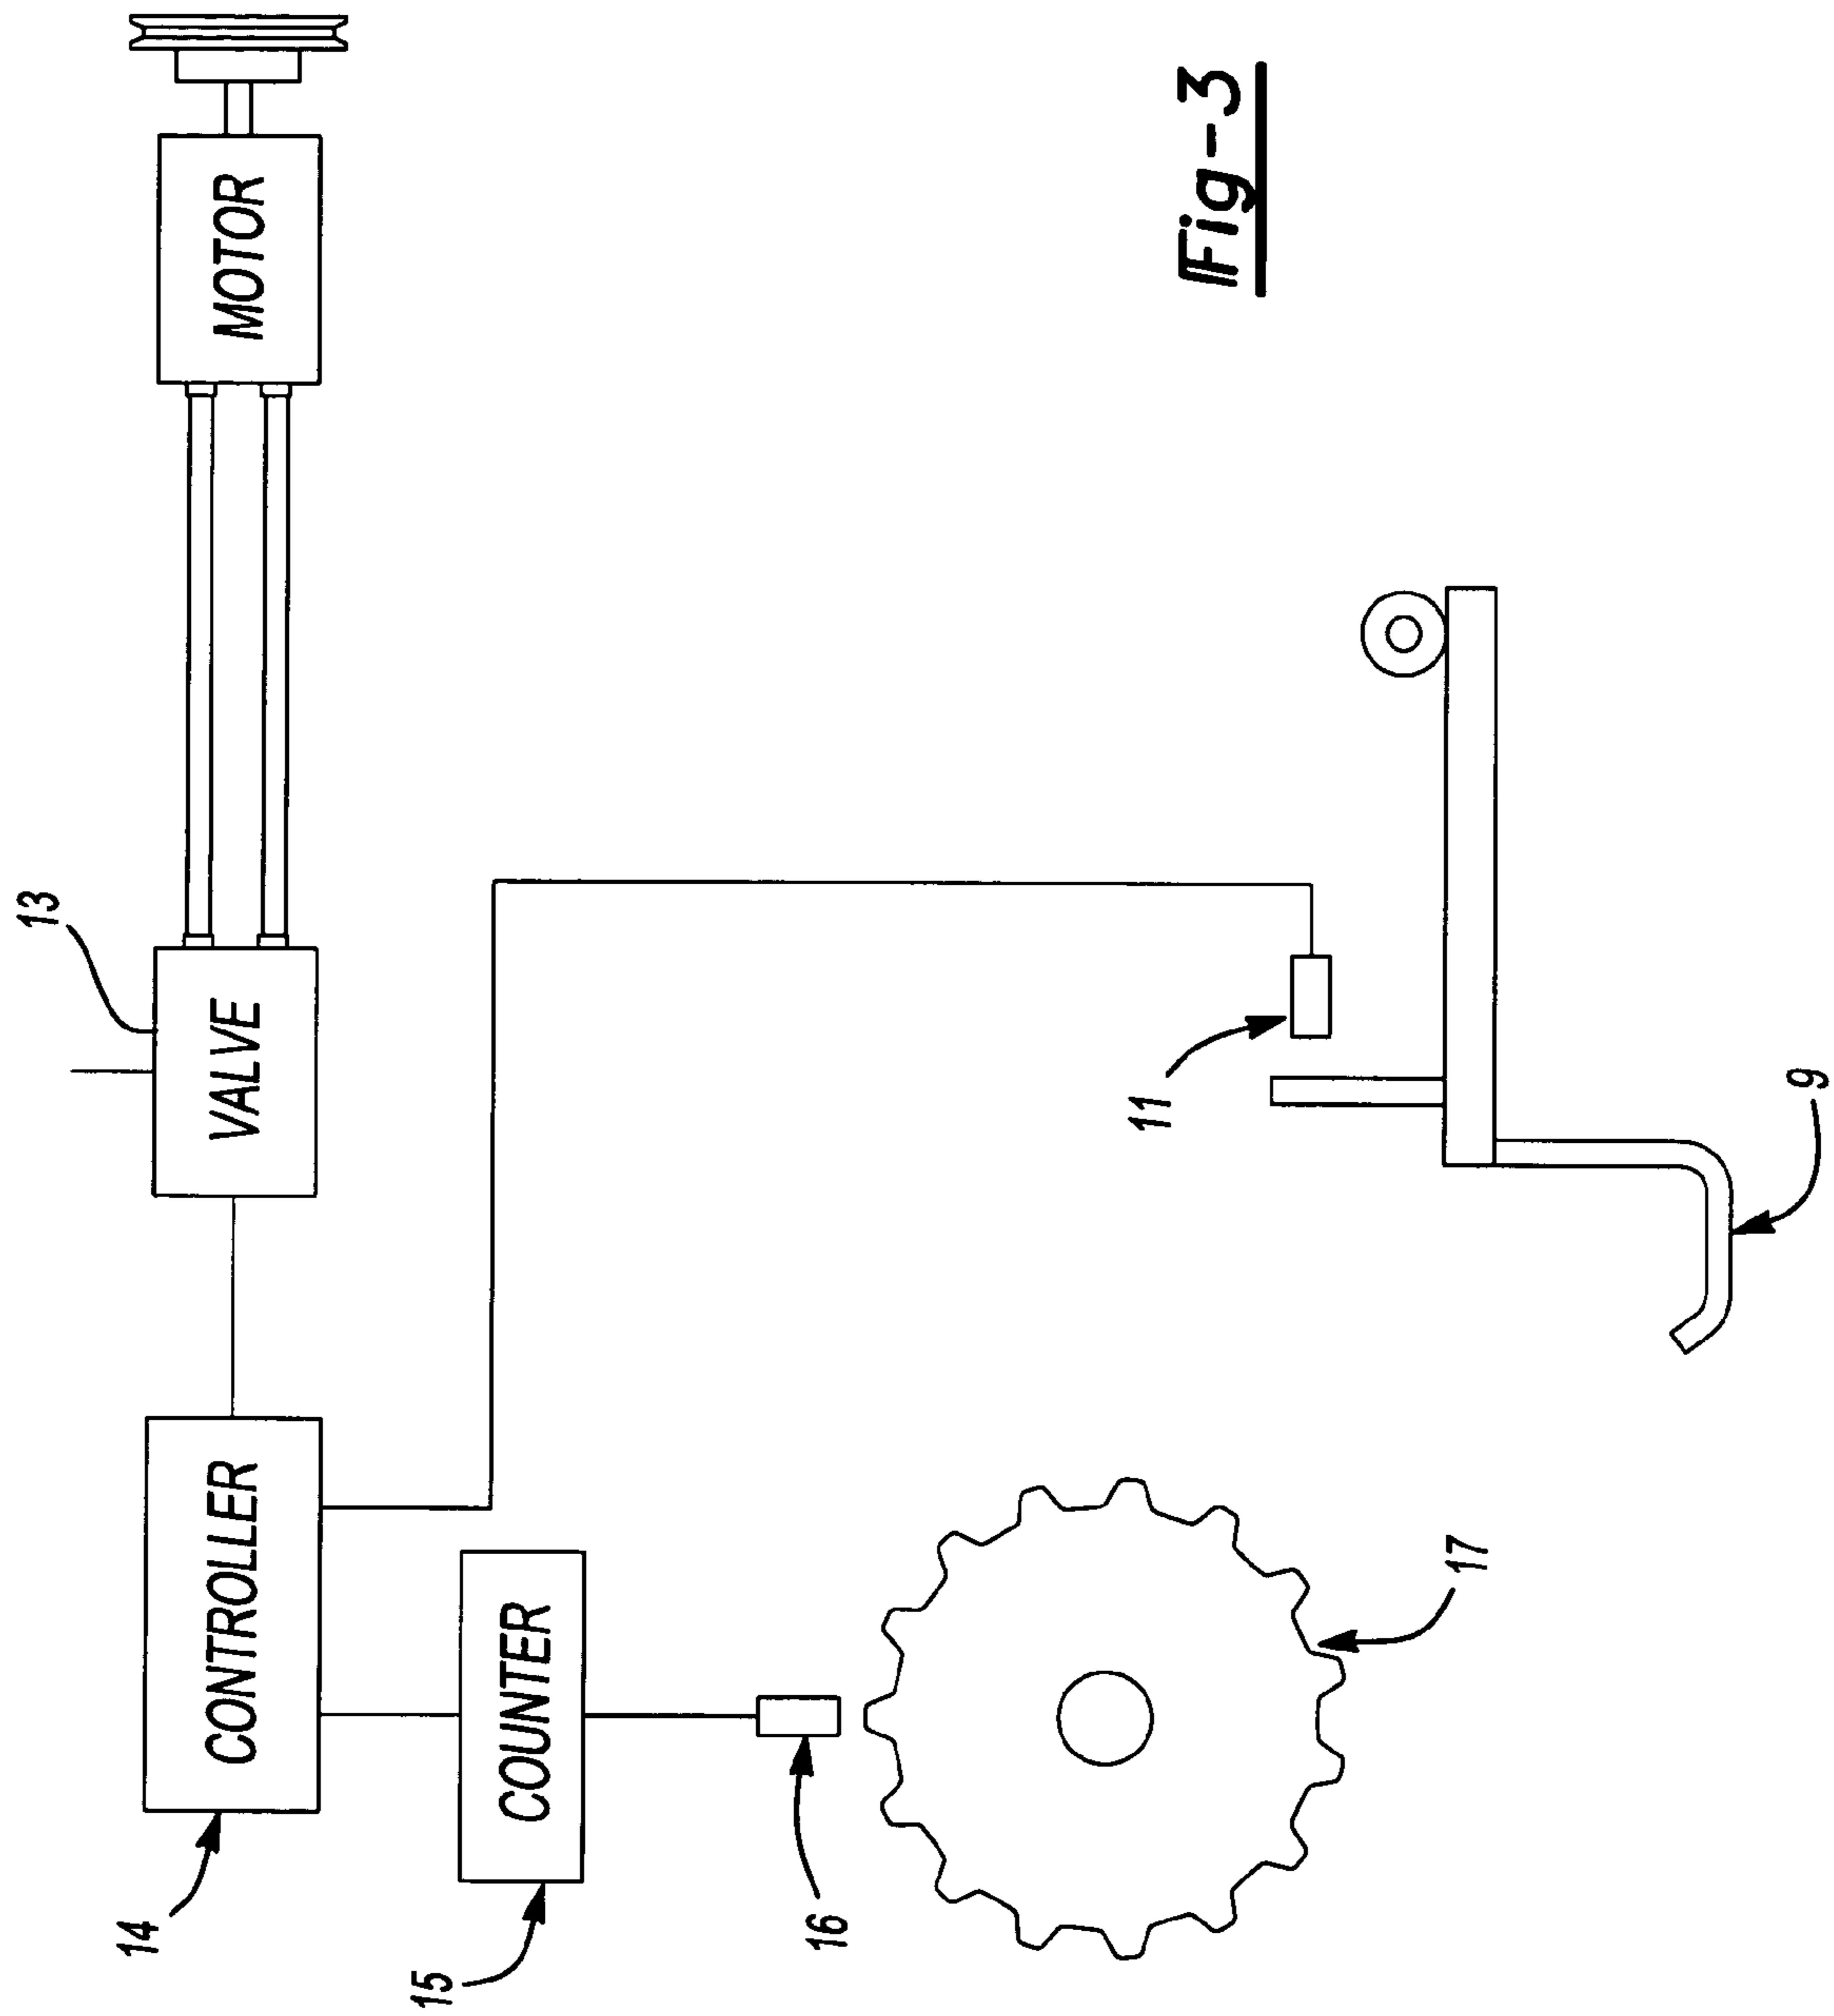 13
14
CONTROLLER
VALVE
MOTOR
15
COUNTER
16
17
11
9
Fig-3